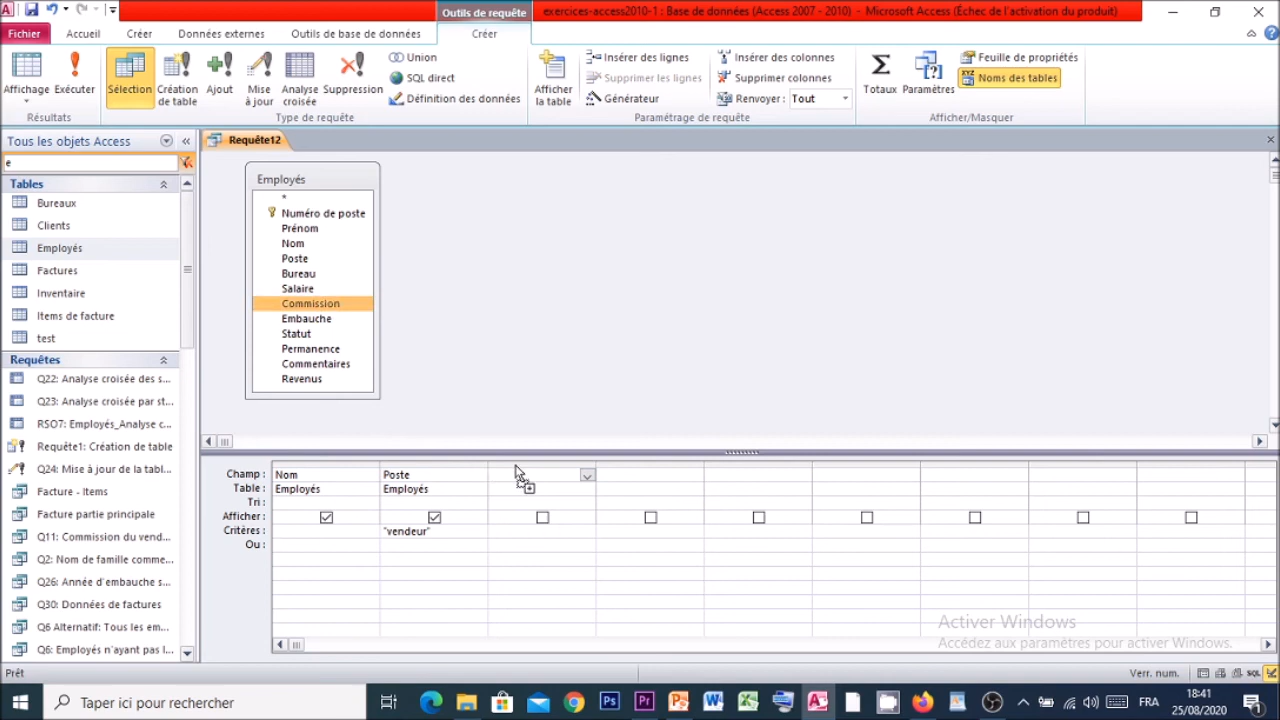 Outils de requête
exercices-access2010-1 : Base de données (Access 2007 - 2010) - Microsoft Access (Échec de l'activation du produit)
Fichier
Accueil
Créer
Données externes
Outils de base de données
Créer
Affichage
Exécuter
Sélection
Création de table
Ajout
Mise à jour
Analyse croisée
Suppression
Union
SQL direct
Définition des données
Afficher la table
Insérer des lignes
Supprimer les lignes
Générateur
Insérer des colonnes
Supprimer colonnes
Renvoyer : Tout
Totaux
Paramètres
Feuille de propriétés
Noms des tables
Résultats
Type de requête
Paramétrage de requête
Afficher/Masquer
Tous les objets Access
e
Tables
Bureaux
Clients
Employés
Factures
Inventaire
Items de facture
test
Requêtes
Q22: Analyse croisée des s...
Q23: Analyse croisée par st...
RSO7: Employés_Analyse c...
Requête1: Création de table
Q24: Mise à jour de la tabl...
Facture - Items
Facture partie principale
Q11: Commission du vend...
Q2: Nom de famille comme...
Q26: Année d'embauche s...
Q30: Données de factures
Q6 Alternatif: Tous les em...
Q6: Employés n'ayant pas l...
Requête12
Employés
*
Numéro de poste
Prénom
Nom
Poste
Bureau
Salaire
Commission
Embauche
Statut
Permanence
Commentaires
Revenus
Champ : Nom Poste
Table : Employés Employés
Tri :
Afficher :
Critères : "vendeur"
Ou :
Activer Windows
Accédez aux paramètres pour activer Windows.
Prêt
Verr. num.
SQL
Taper ici pour rechercher
FRA
18:41
25/08/2020